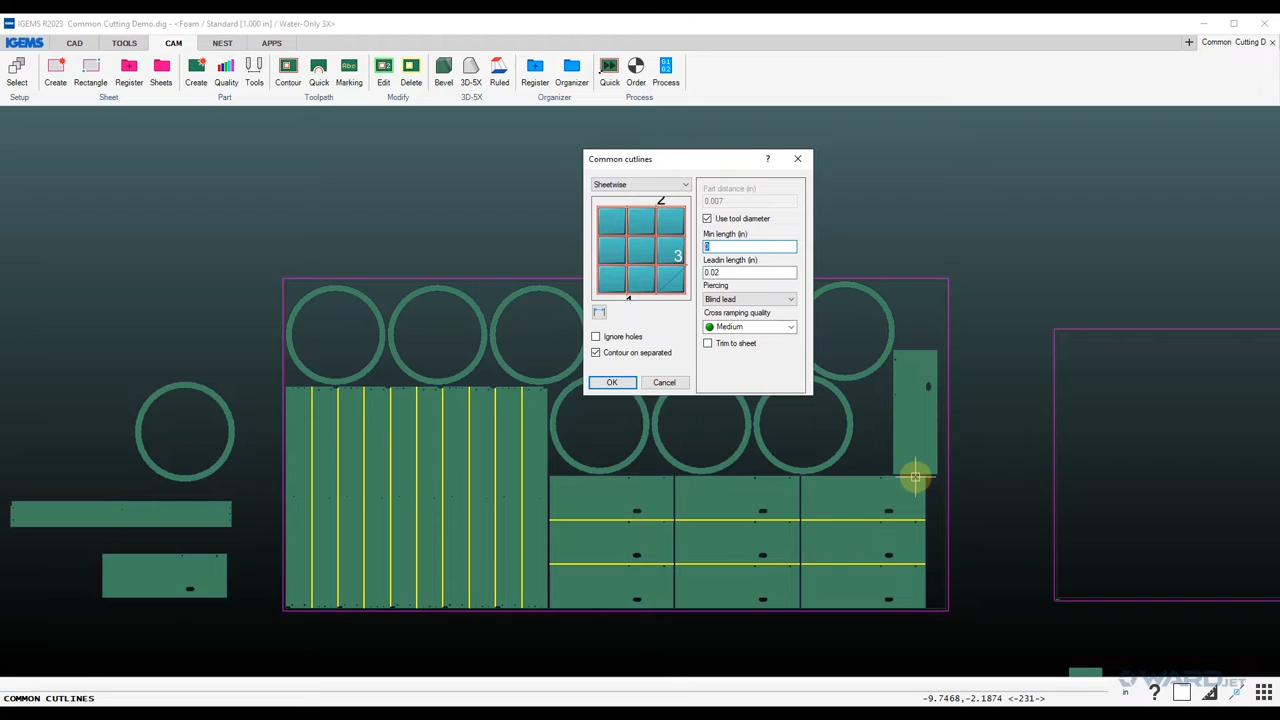 IGEMS R2023 Common Cutting Demo.dig - <Foam / Standard [1.000 in] / Water-Only 3X>
IGEMS CAD TOOLS CAM NEST APPS + Common Cutting D
Select Create Rectangle Register Sheets Create Quality Tools Contour Quick Marking Edit Delete Bevel 3D-5X Ruled Register Organizer Quick Order Process
Setup Sheet Part Toolpath Modify 3D-5X Organizer Process
Common cutlines ?
Sheetwise
2
3
Ignore holes
Contour on separated
OK Cancel
Part distance (in)
0.007
Use tool diameter
Min length (in)
Leadin length (in)
0.02
Piercing
Blind lead
Cross ramping quality
Medium
Trim to sheet
WARDJET
COMMON CUTLINES -9.7468,-2.1874 <-231-> in ?